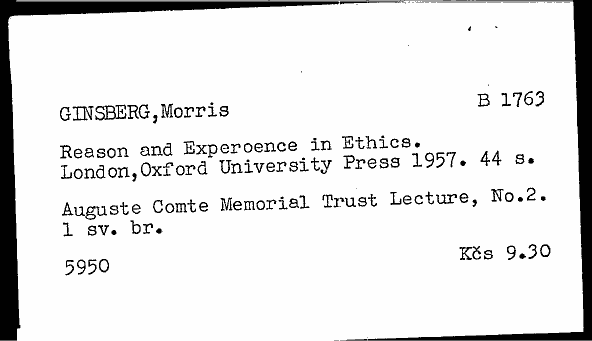 GINSBERG,Morris B 1763
Reason and Experoence in Ethics.
London,Oxford University Press 1957. 44 s.
Auguste Comte Memorial Trust Lecture, No.2.
1 sv. br.
5950 Kčs 9.30